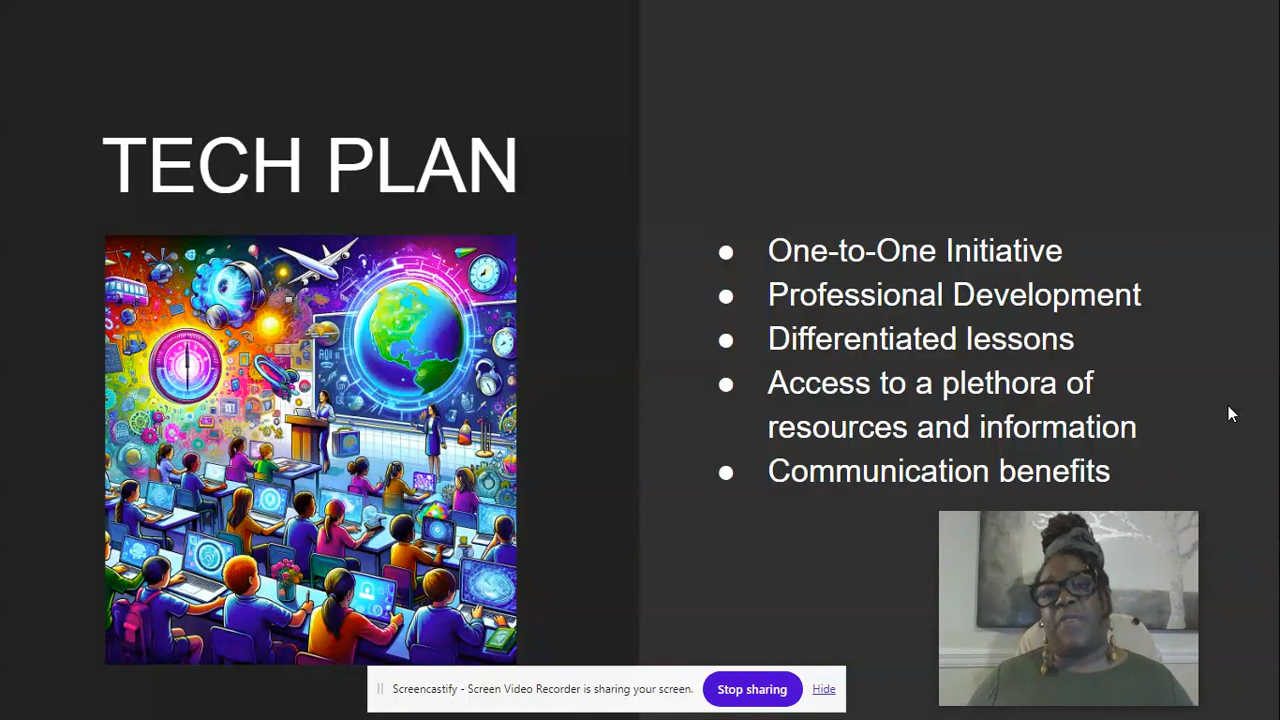 TECH PLAN
● One-to-One Initiative
● Professional Development
● Differentiated lessons
● Access to a plethora of
resources and information
● Communication benefits
Screencastify - Screen Video Recorder is sharing your screen.
Stop sharing
Hide